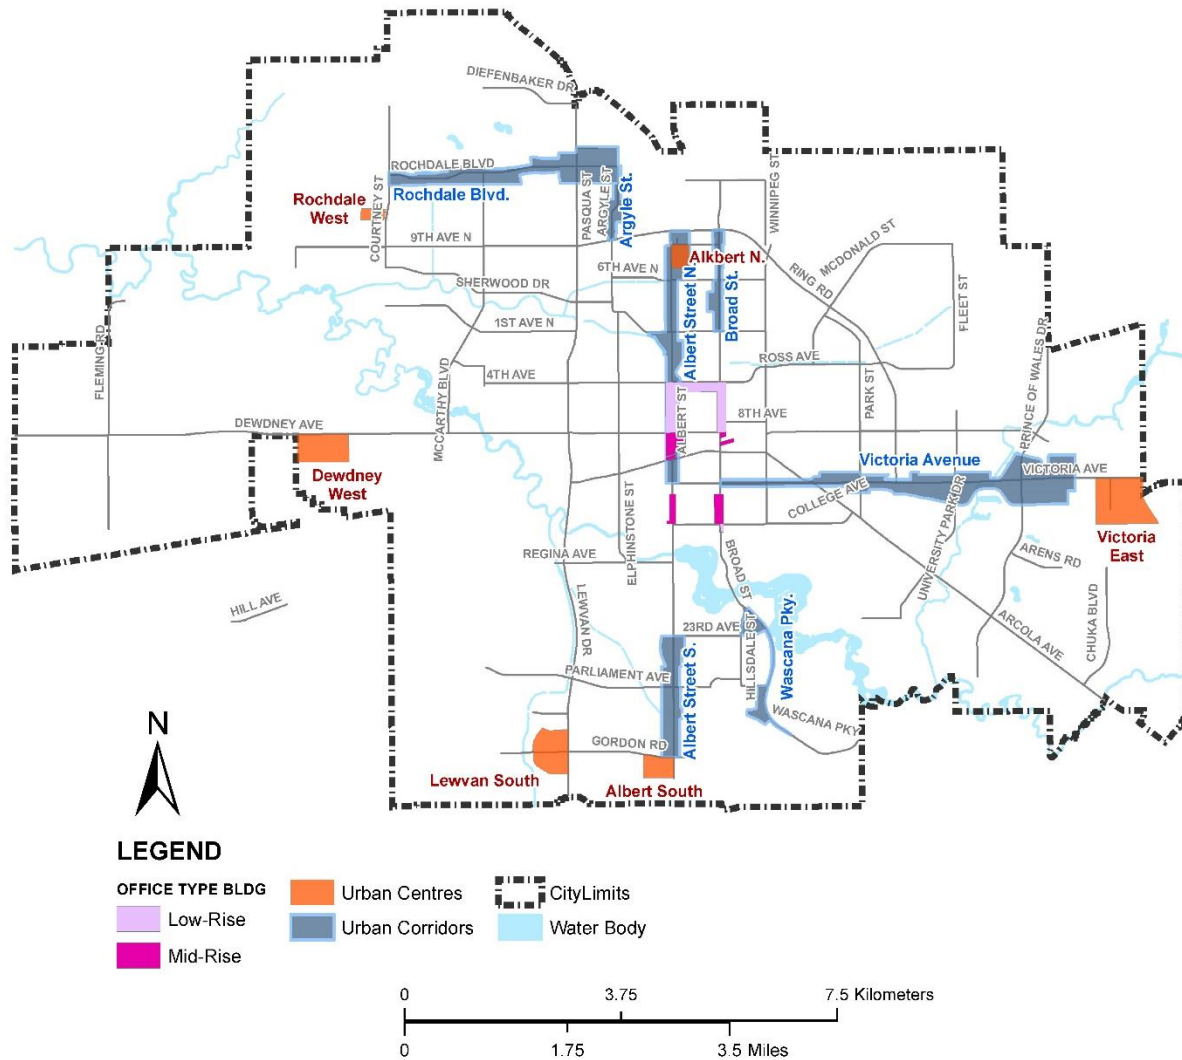 DIEFENBAKER DR
ROCHDALE BLVD
Rochdale Blvd.
Rochdale
West
COURTNEY ST
PASQUA ST
ARGYLE ST
Argyle St.
WINNIPEG ST
9TH AVE N
Alkbert N.
MCDONALD ST
6TH AVE N
SHERWOOD DR
Albert Street N.
Broad St.
RING RD
FLEET ST
1ST AVE N
FLEMING RD
MCCARTHY BLVD
4TH AVE
ROSS AVE
PARK ST
PRINCE OF WALES DR
DEWDNEY AVE
ALBERT ST
8TH AVE
Dewdney
West
Victoria Avenue
VICTORIA AVE
COLLEGE AVE
UNIVERSITY PARK DR
Victoria
East
ELPHINSTONE ST
REGINA AVE
BROAD ST
ARENS RD
HILL AVE
LEWVAN DR
23RD AVE
HILLSDALE ST
Wascana Pky.
ARCOLA AVE
CHUKA BLVD
PARLIAMENT AVE
Albert Street S.
WASCANA PKY
GORDON RD
Lewvan South
Albert South
N
LEGEND
OFFICE TYPE BLDG
Low-Rise
Mid-Rise
Urban Centres
Urban Corridors
CityLimits
Water Body
0 3.75 7.5 Kilometers
0 1.75 3.5 Miles